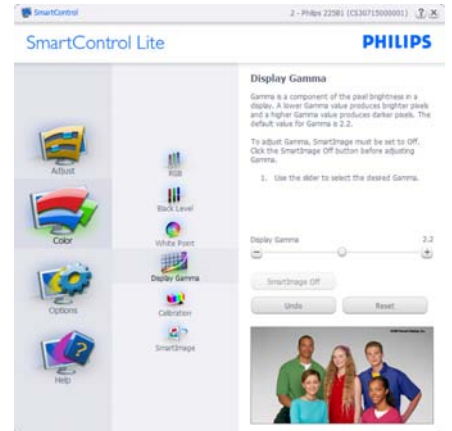 SmartControl
2 - Philips 225B1 (CS30715000001)
SmartControl Lite
PHILIPS
Adjust
Color
Options
Help
RGB
Black Level
White Point
Display Gamma
Calibration
SmartImage
Display Gamma
Gamma is a component of the pixel brightness in a
display. A lower Gamma value produces brighter pixels
and a higher Gamma value produces darker pixels. The
default value for Gamma is 2.2.
To adjust Gamma, SmartImage must be set to Off.
Click the SmartImage Off button before adjusting
Gamma.
1. Use the slider to select the desired Gamma.
Display Gamma
2.2
SmartImage Off
Undo
Reset